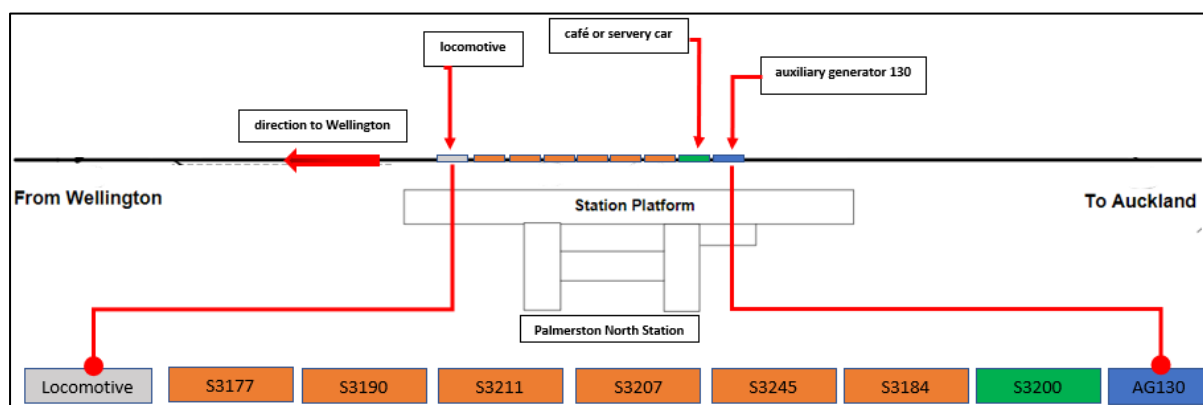 café or servery car
locomotive
auxiliary generator 130
direction to Wellington
From Wellington
Station Platform
To Auckland
Palmerston North Station
Locomotive
S3177
S3190
S3211
S3207
S3245
S3184
S3200
AG130